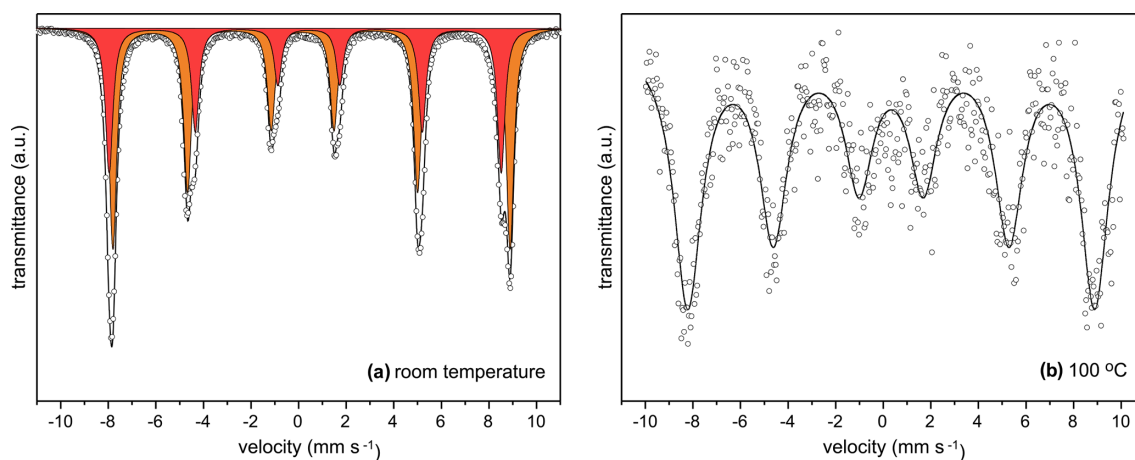 transmittance (a.u.)
(a) room temperature
-10 -8 -6 -4 -2 0 2 4 6 8 10
velocity (mm s⁻¹)
transmittance (a.u.)
(b) 100 ºC
-10 -8 -6 -4 -2 0 2 4 6 8 10
velocity (mm s⁻¹)